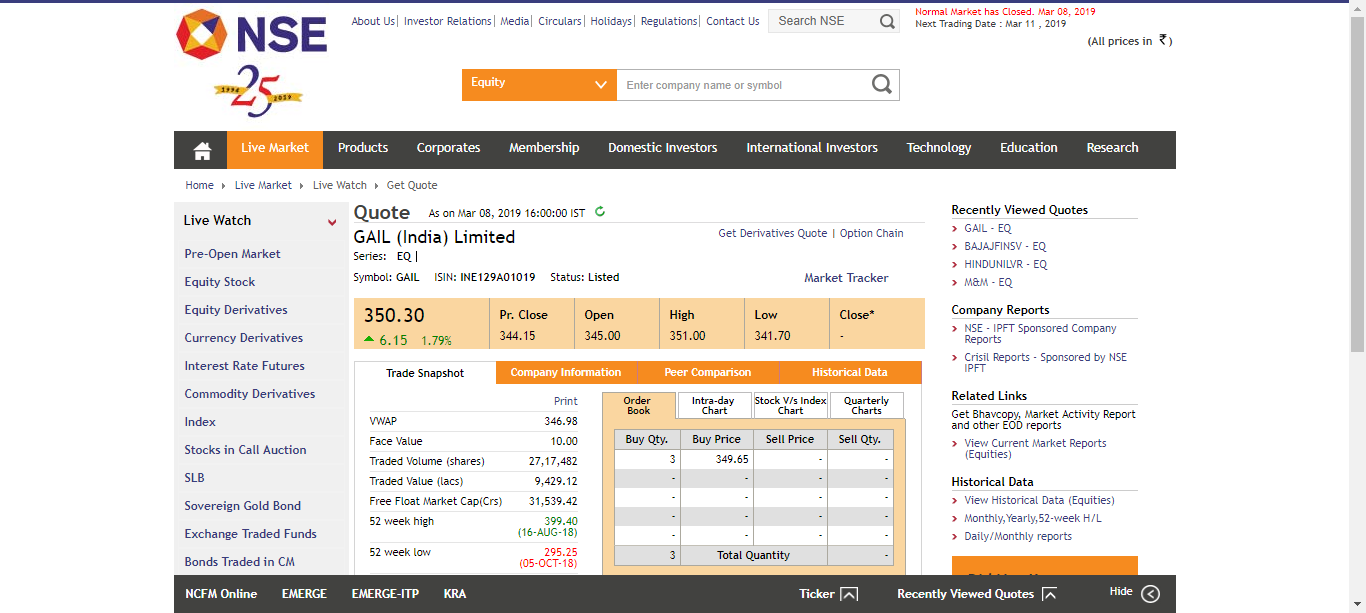 NSE
1994 25 2019
About Us| Investor Relations| Media| Circulars| Holidays| Regulations| Contact Us
Search NSE
Normal Market has Closed. Mar 08, 2019
Next Trading Date : Mar 11 , 2019
(All prices in ₹)
Equity
Enter company name or symbol
Live Market Products Corporates Membership Domestic Investors International Investors Technology Education Research
Home Live Market Live Watch Get Quote
Live Watch
Pre-Open Market
Equity Stock
Equity Derivatives
Currency Derivatives
Interest Rate Futures
Commodity Derivatives
Index
Stocks in Call Auction
SLB
Sovereign Gold Bond
Exchange Traded Funds
Bonds Traded in CM
Quote As on Mar 08, 2019 16:00:00 IST
GAIL (India) Limited
Get Derivatives Quote | Option Chain
Series: EQ |
Symbol: GAIL ISIN: INE129A01019 Status: Listed
Market Tracker
350.30 Pr. Close Open High Low Close*
6.15 1.79% 344.15 345.00 351.00 341.70 -
Trade Snapshot Company Information Peer Comparison Historical Data
Print
VWAP 346.98
Face Value 10.00
Traded Volume (shares) 27,17,482
Traded Value (lacs) 9,429.12
Free Float Market Cap(Crs) 31,539.42
52 week high 399.40
(16-AUG-18)
52 week low 295.25
(05-OCT-18)
Order Book
Intra-day Chart
Stock V/s Index Chart
Quarterly Charts
Buy Qty. Buy Price Sell Price Sell Qty.
3 349.65 - -
- - - -
- - - -
- - - -
- - - -
3 Total Quantity -
Recently Viewed Quotes
GAIL - EQ
BAJAJFINSV - EQ
HINDUNILVR - EQ
M&M - EQ
Company Reports
NSE - IPFT Sponsored Company
Reports
Crisil Reports - Sponsored by NSE
IPFT
Related Links
Get Bhavcopy, Market Activity Report
and other EOD reports
View Current Market Reports
(Equities)
Historical Data
View Historical Data (Equities)
Monthly,Yearly,52-week H/L
Daily/Monthly reports
NCFM Online EMERGE EMERGE-ITP KRA Ticker Recently Viewed Quotes Hide